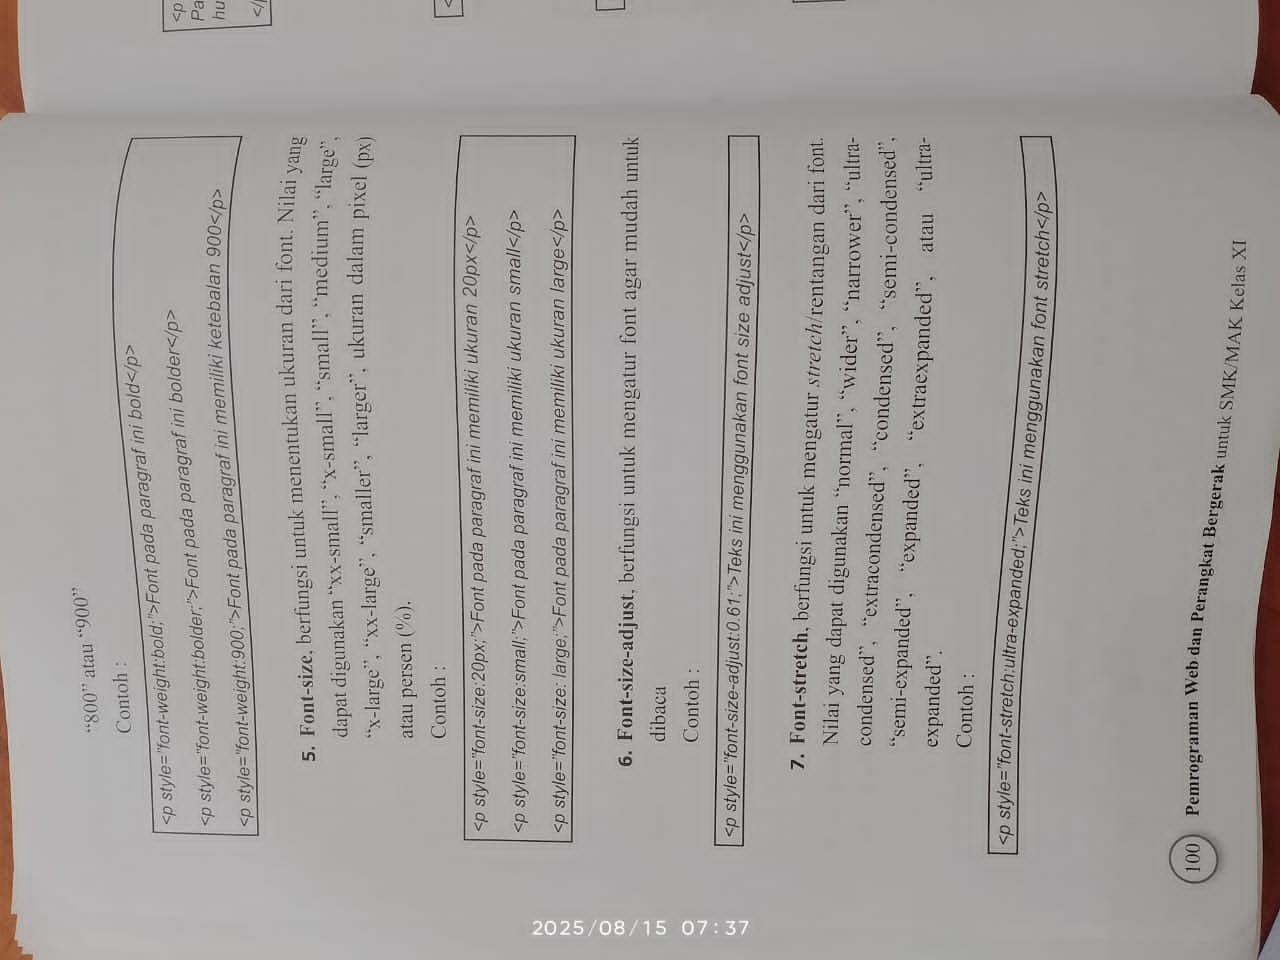 “800” atau “900”
Contoh :
<p style="font-weight:bold;">Font pada paragraf ini bold</p>
<p style="font-weight:bolder;">Font pada paragraf ini bolder</p>
<p style="font-weight:900;">Font pada paragraf ini memiliki ketebalan 900</p>
5. Font-size, berfungsi untuk menentukan ukuran dari font. Nilai yang
dapat digunakan “xx-small”, “x-small”, “small”, “medium”, “large”,
“x-large”, “xx-large”, “smaller”, “larger”, ukuran dalam pixel (px)
atau persen (%).
Contoh :
<p style="font-size:20px;">Font pada paragraf ini memiliki ukuran 20px</p>
<p style="font-size:small;">Font pada paragraf ini memiliki ukuran small</p>
<p style="font-size: large;">Font pada paragraf ini memiliki ukuran large</p>
6. Font-size-adjust, berfungsi untuk mengatur font agar mudah untuk
dibaca
Contoh :
<p style="font-size-adjust:0.61;">Teks ini menggunakan font size adjust</p>
7. Font-stretch, berfungsi untuk mengatur stretch/rentangan dari font.
Nilai yang dapat digunakan “normal”, “wider”, “narrower”, “ultra-
condensed”, “extracondensed”, “condensed”, “semi-condensed”,
“semi-expanded”, “expanded”, “extraexpanded”, atau “ultra-
expanded”.
Contoh :
<p style="font-stretch:ultra-expanded;">Teks ini menggunakan font stretch</p>
100 Pemrograman Web dan Perangkat Bergerak untuk SMK/MAK Kelas XI
<p
Pa
hu
2025/08/15 07:37